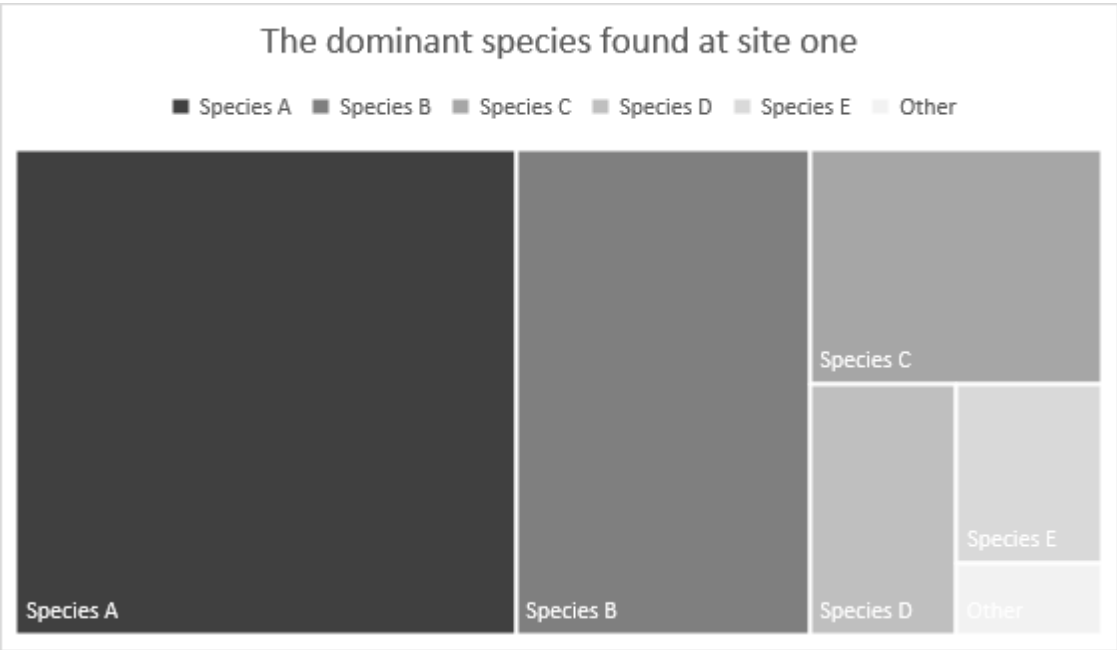 The dominant species found at site one
Species A Species B Species C Species D Species E Other
Species C
Species E
Species A Species B Species D Other